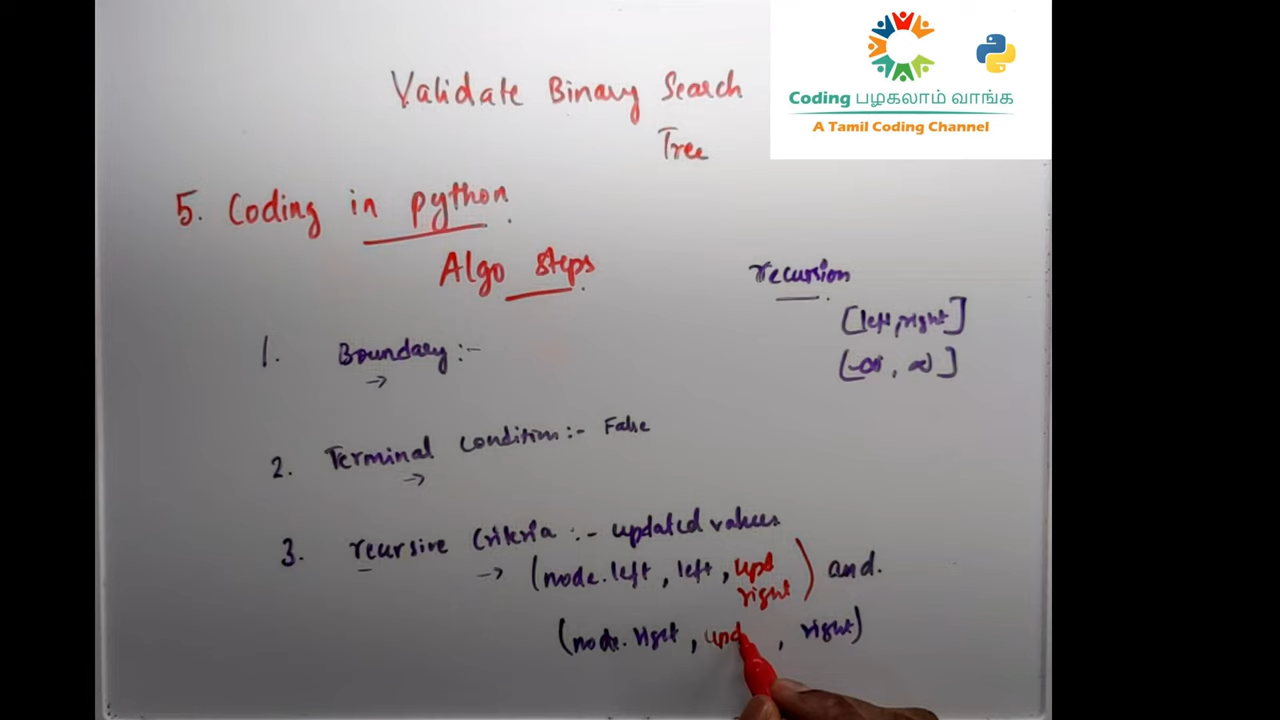 Validate Binary Search
Tree
Coding பழகலாம் வாங்க
A Tamil Coding Channel
5. Coding in python
Algo steps
recursion
[left, right]
[-∞, ∞]
1. Boundary:-
→
2. Terminal Condition:- False
→
3. recursive Criteria :- updated values
→ (node.left, left, upd
right) and.
(node.right, upd , right)